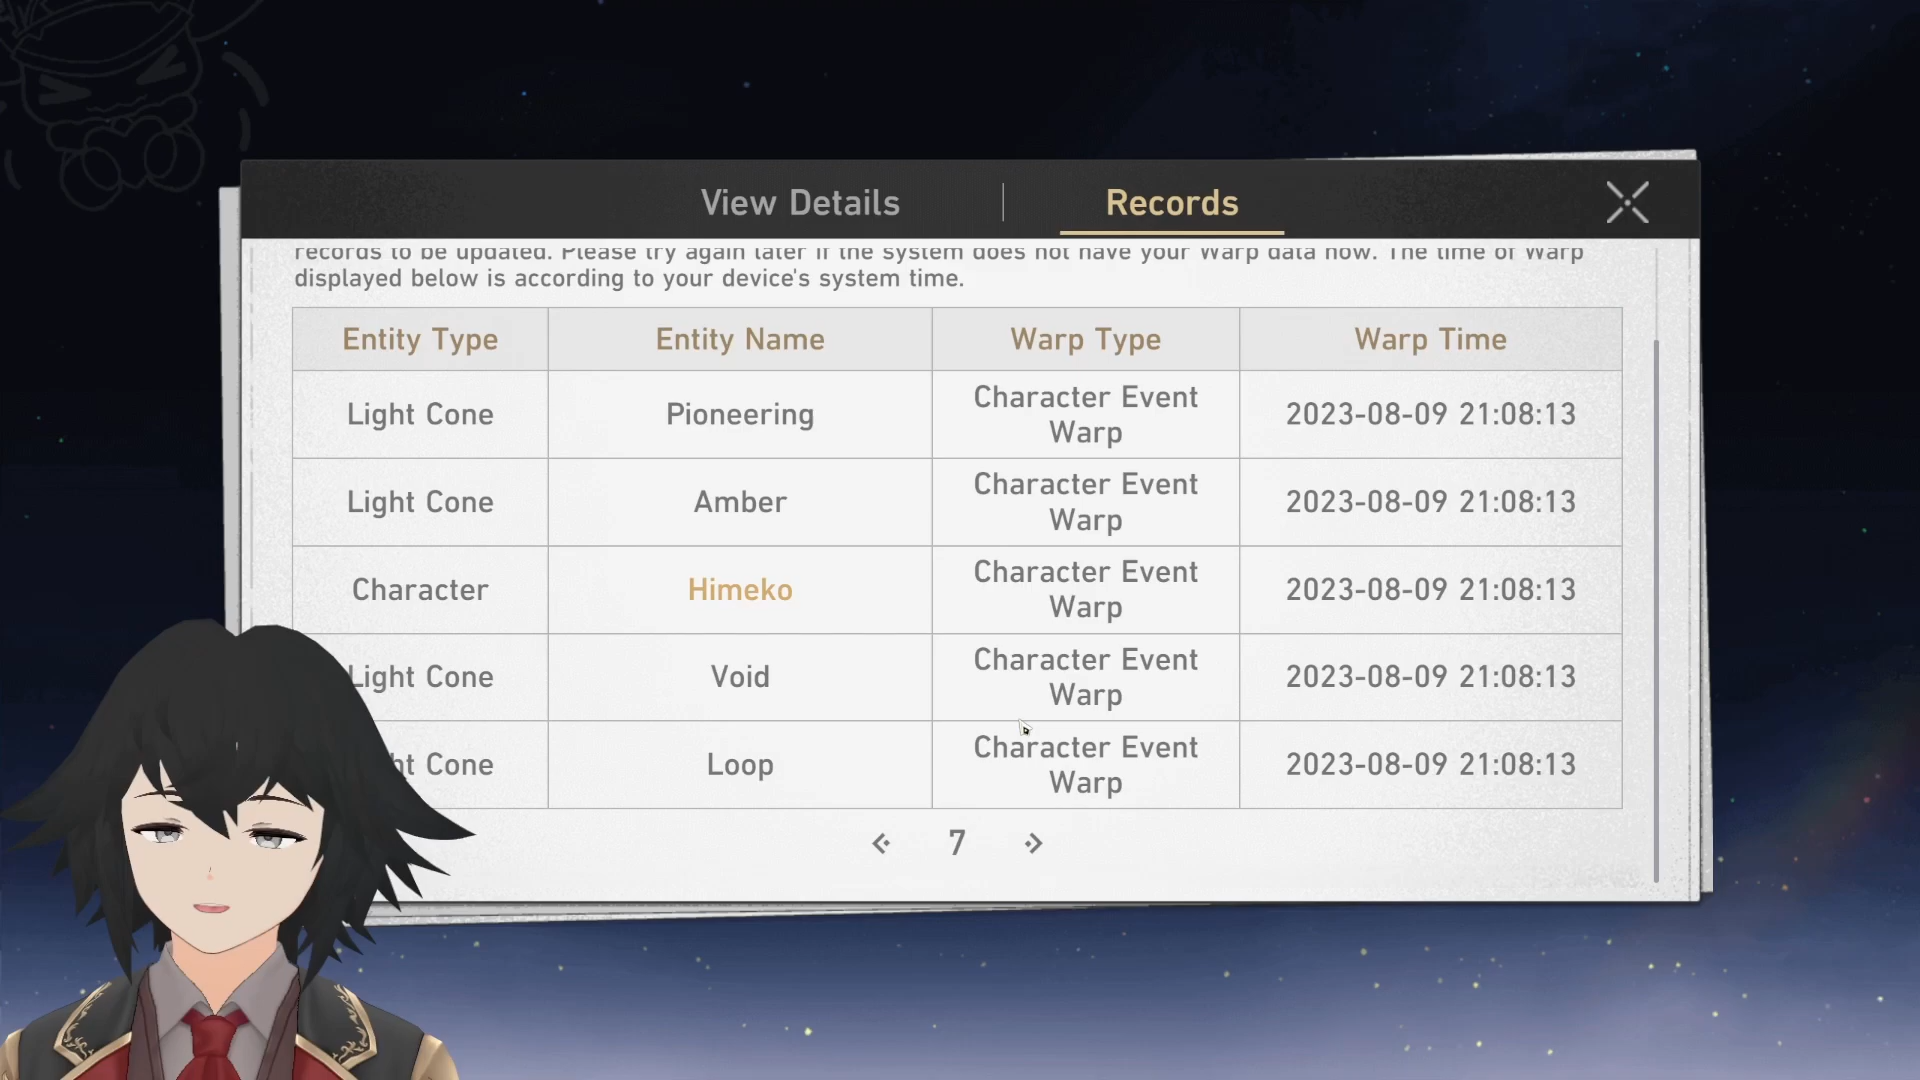 View Details
Records
records to be updated. Please try again later if the system does not have your Warp data now. The time of Warp
displayed below is according to your device's system time.
Entity Type Entity Name Warp Type Warp Time
Light Cone Pioneering Character Event Warp 2023-08-09 21:08:13
Light Cone Amber Character Event Warp 2023-08-09 21:08:13
Character Himeko Character Event Warp 2023-08-09 21:08:13
Light Cone Void Character Event Warp 2023-08-09 21:08:13
ht Cone Loop Character Event Warp 2023-08-09 21:08:13
7